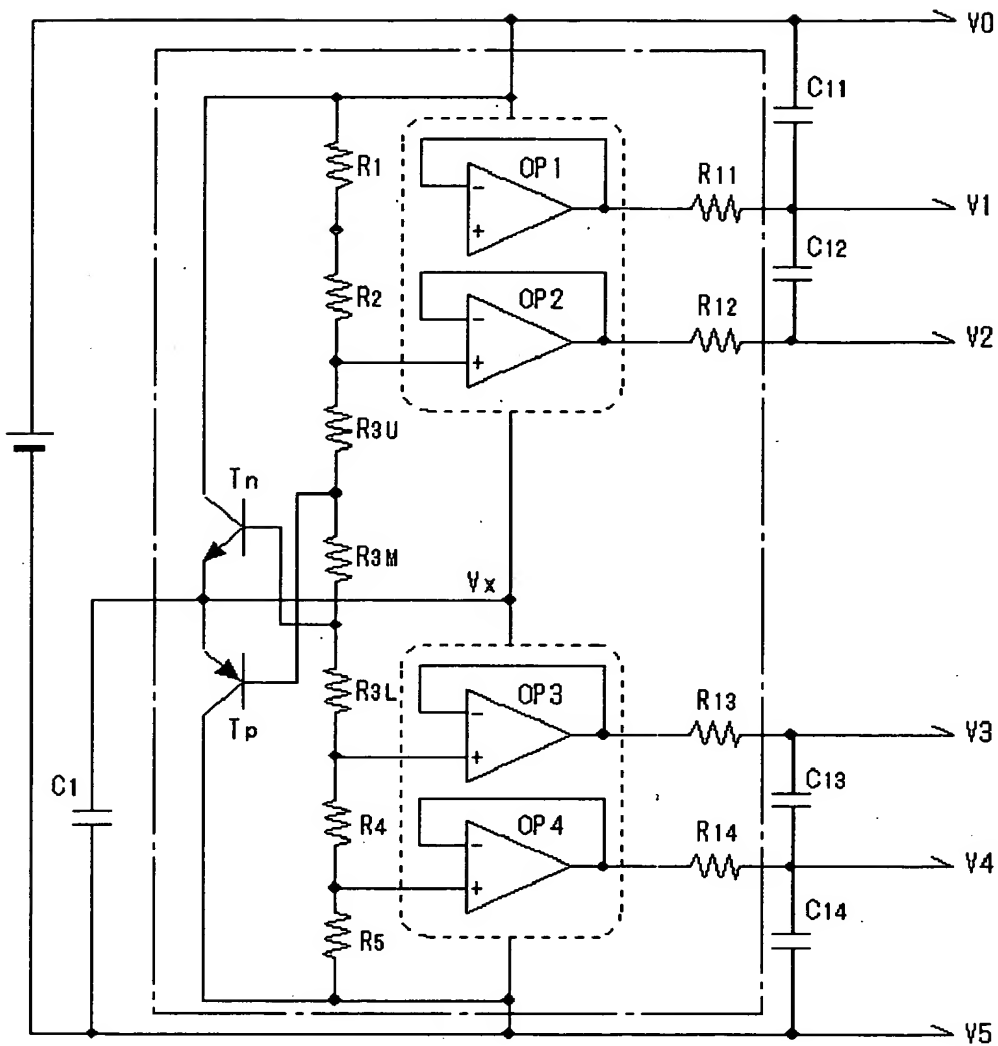 V0
C11
R1
OP1
-
+
R11
V1
C12
R2
OP2
-
+
R12
V2
R3U
Tn
R3M
Vx
Tp
R3L
OP3
-
+
R13
V3
C1
C13
R4
OP4
-
+
R14
V4
C14
R5
V5